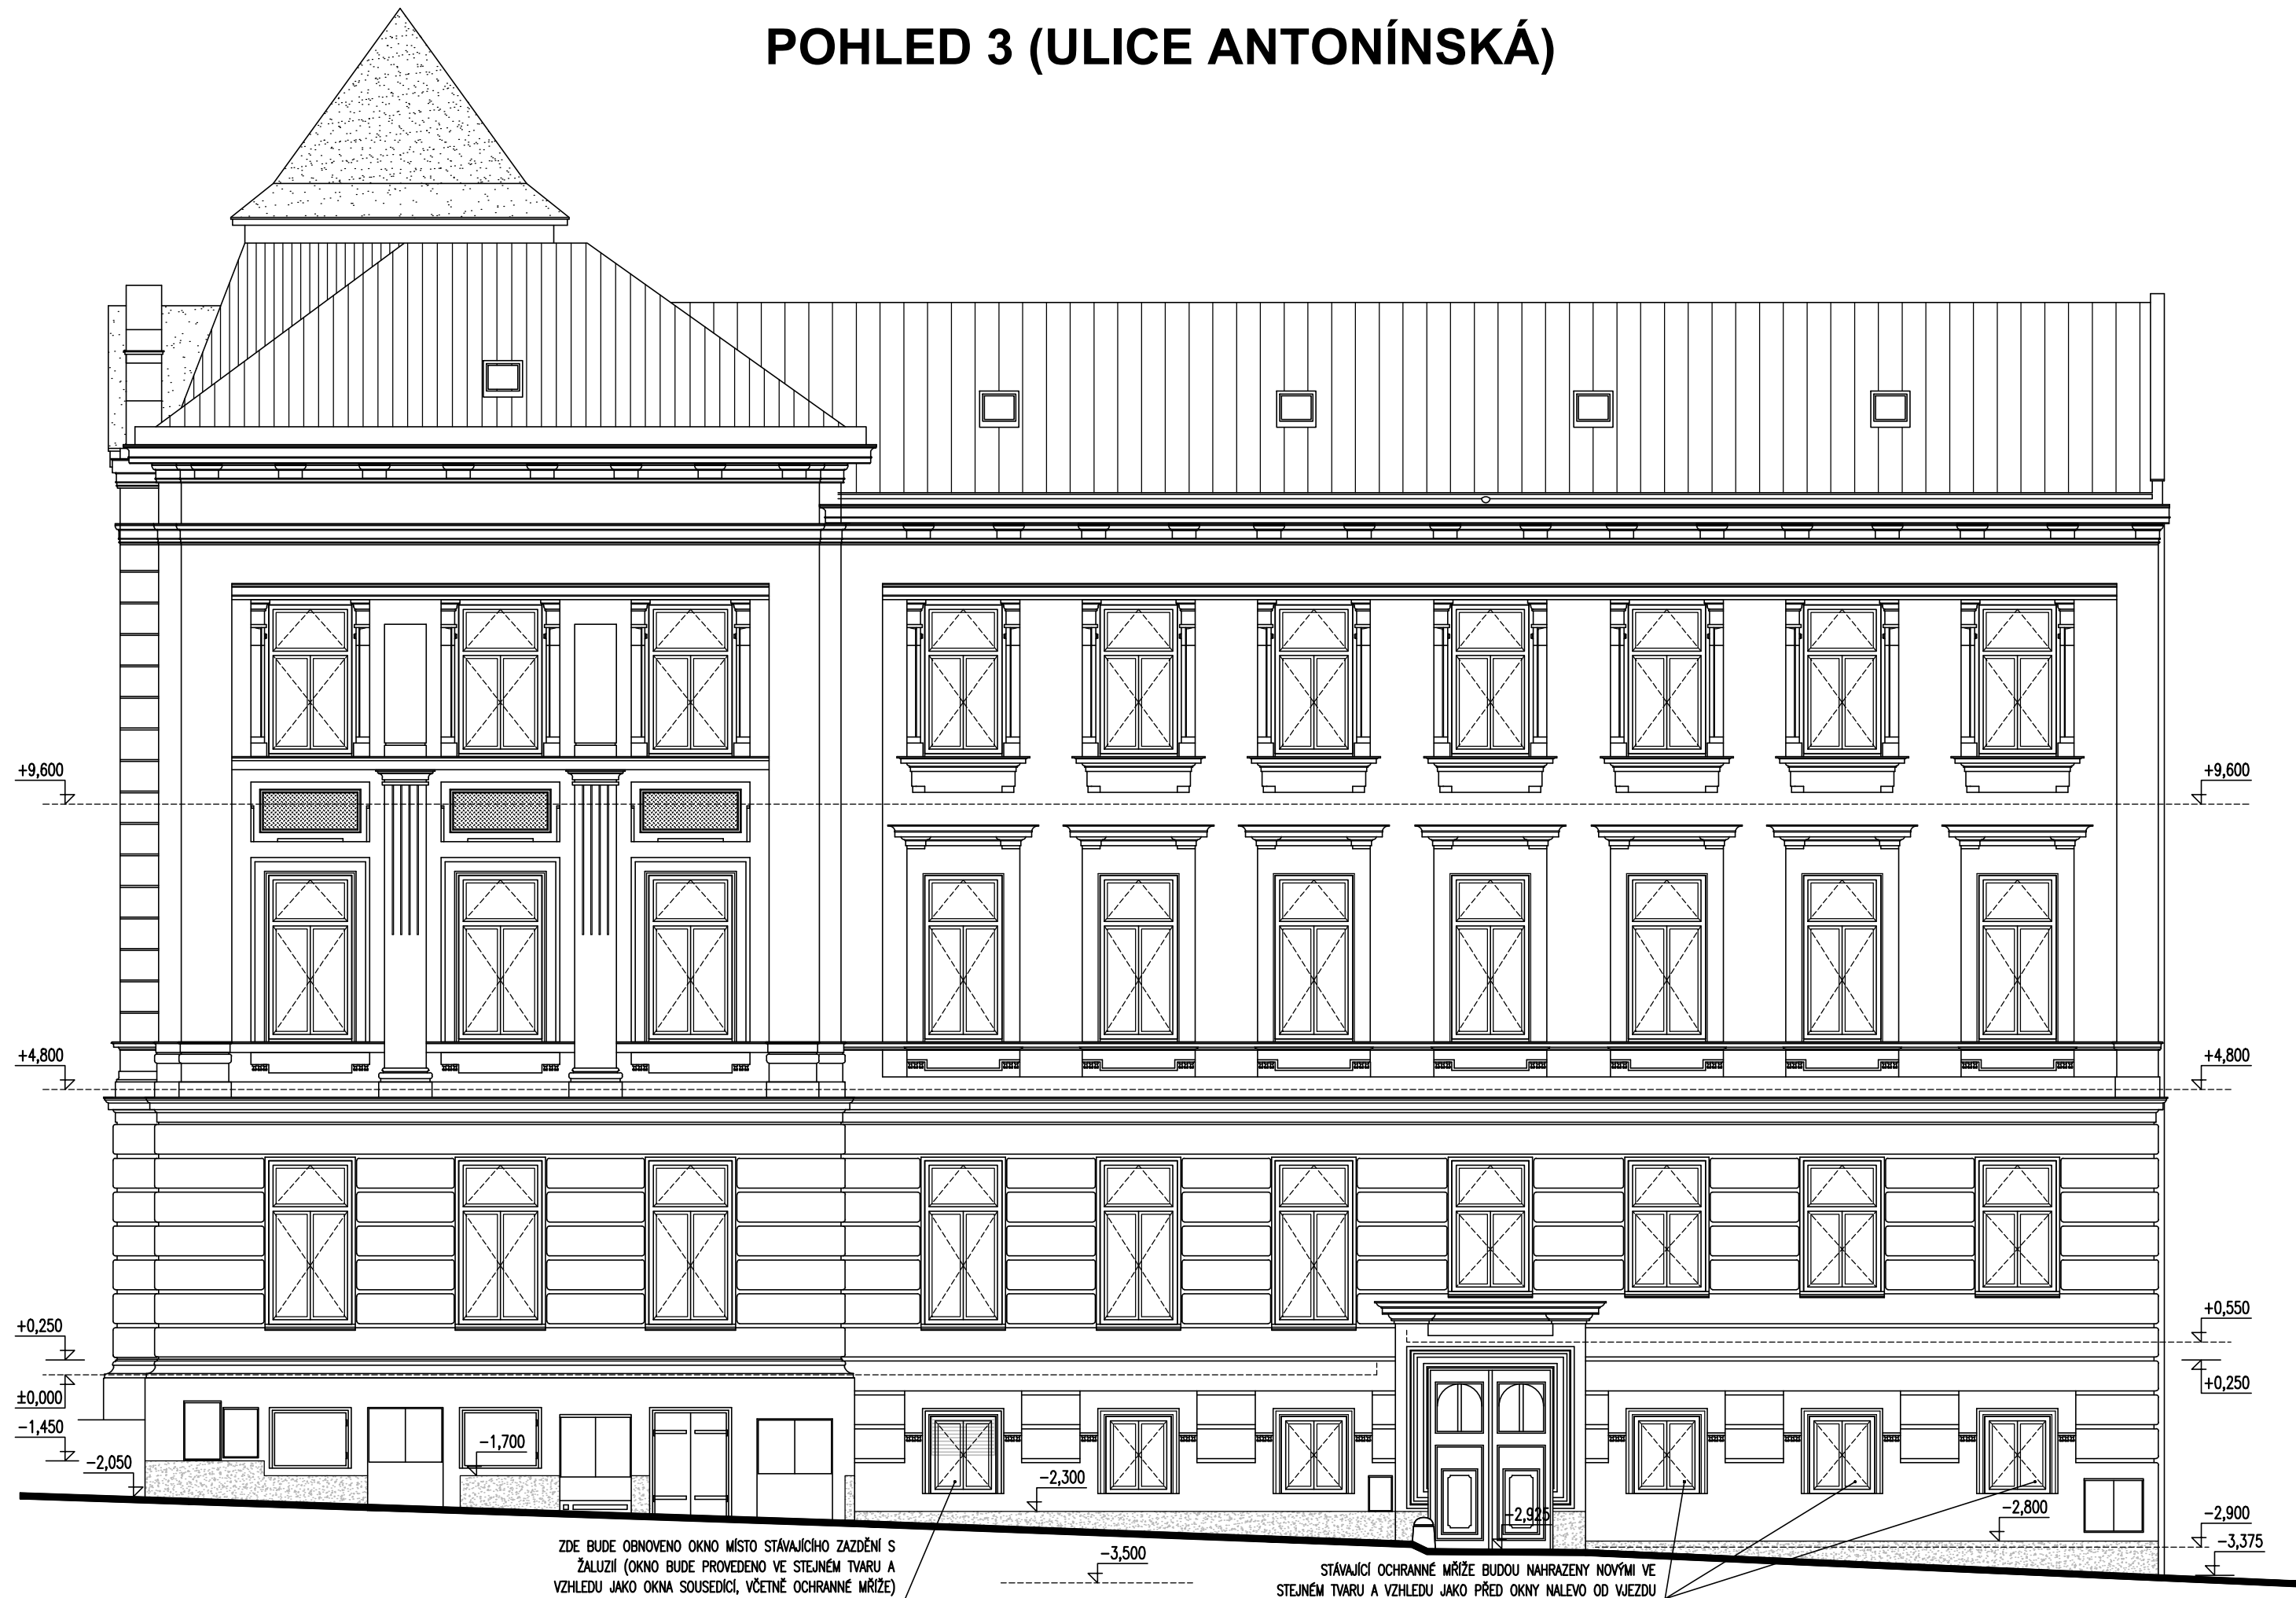 POHLED 3 (ULICE ANTONÍNSKÁ)
+9,600
+9,600
+4,800
+4,800
+0,250
±0,000
-1,450
-2,050
-1,700
-2,300
-2,925
-2,800
+0,550
+0,250
-2,900
-3,375
-3,500
ZDE BUDE OBNOVENO OKNO MÍSTO STÁVAJÍCÍHO ZAZDĚNÍ S
ŽALUZIÍ (OKNO BUDE PROVEDENO VE STEJNÉM TVARU A
VZHLEDU JAKO OKNA SOUSEDÍCÍ, VČETNĚ OCHRANNÉ MŘÍŽE)
STÁVAJÍCÍ OCHRANNÉ MŘÍŽE BUDOU NAHRAZENY NOVÝMI VE
STEJNÉM TVARU A VZHLEDU JAKO PŘED OKNY NALEVO OD VJEZDU